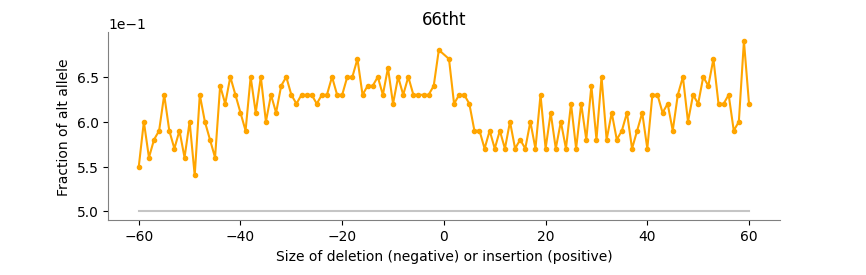 66tht
1e−1
6.5
6.0
5.5
5.0
Fraction of alt allele
−60 −40 −20 0 20 40 60
Size of deletion (negative) or insertion (positive)